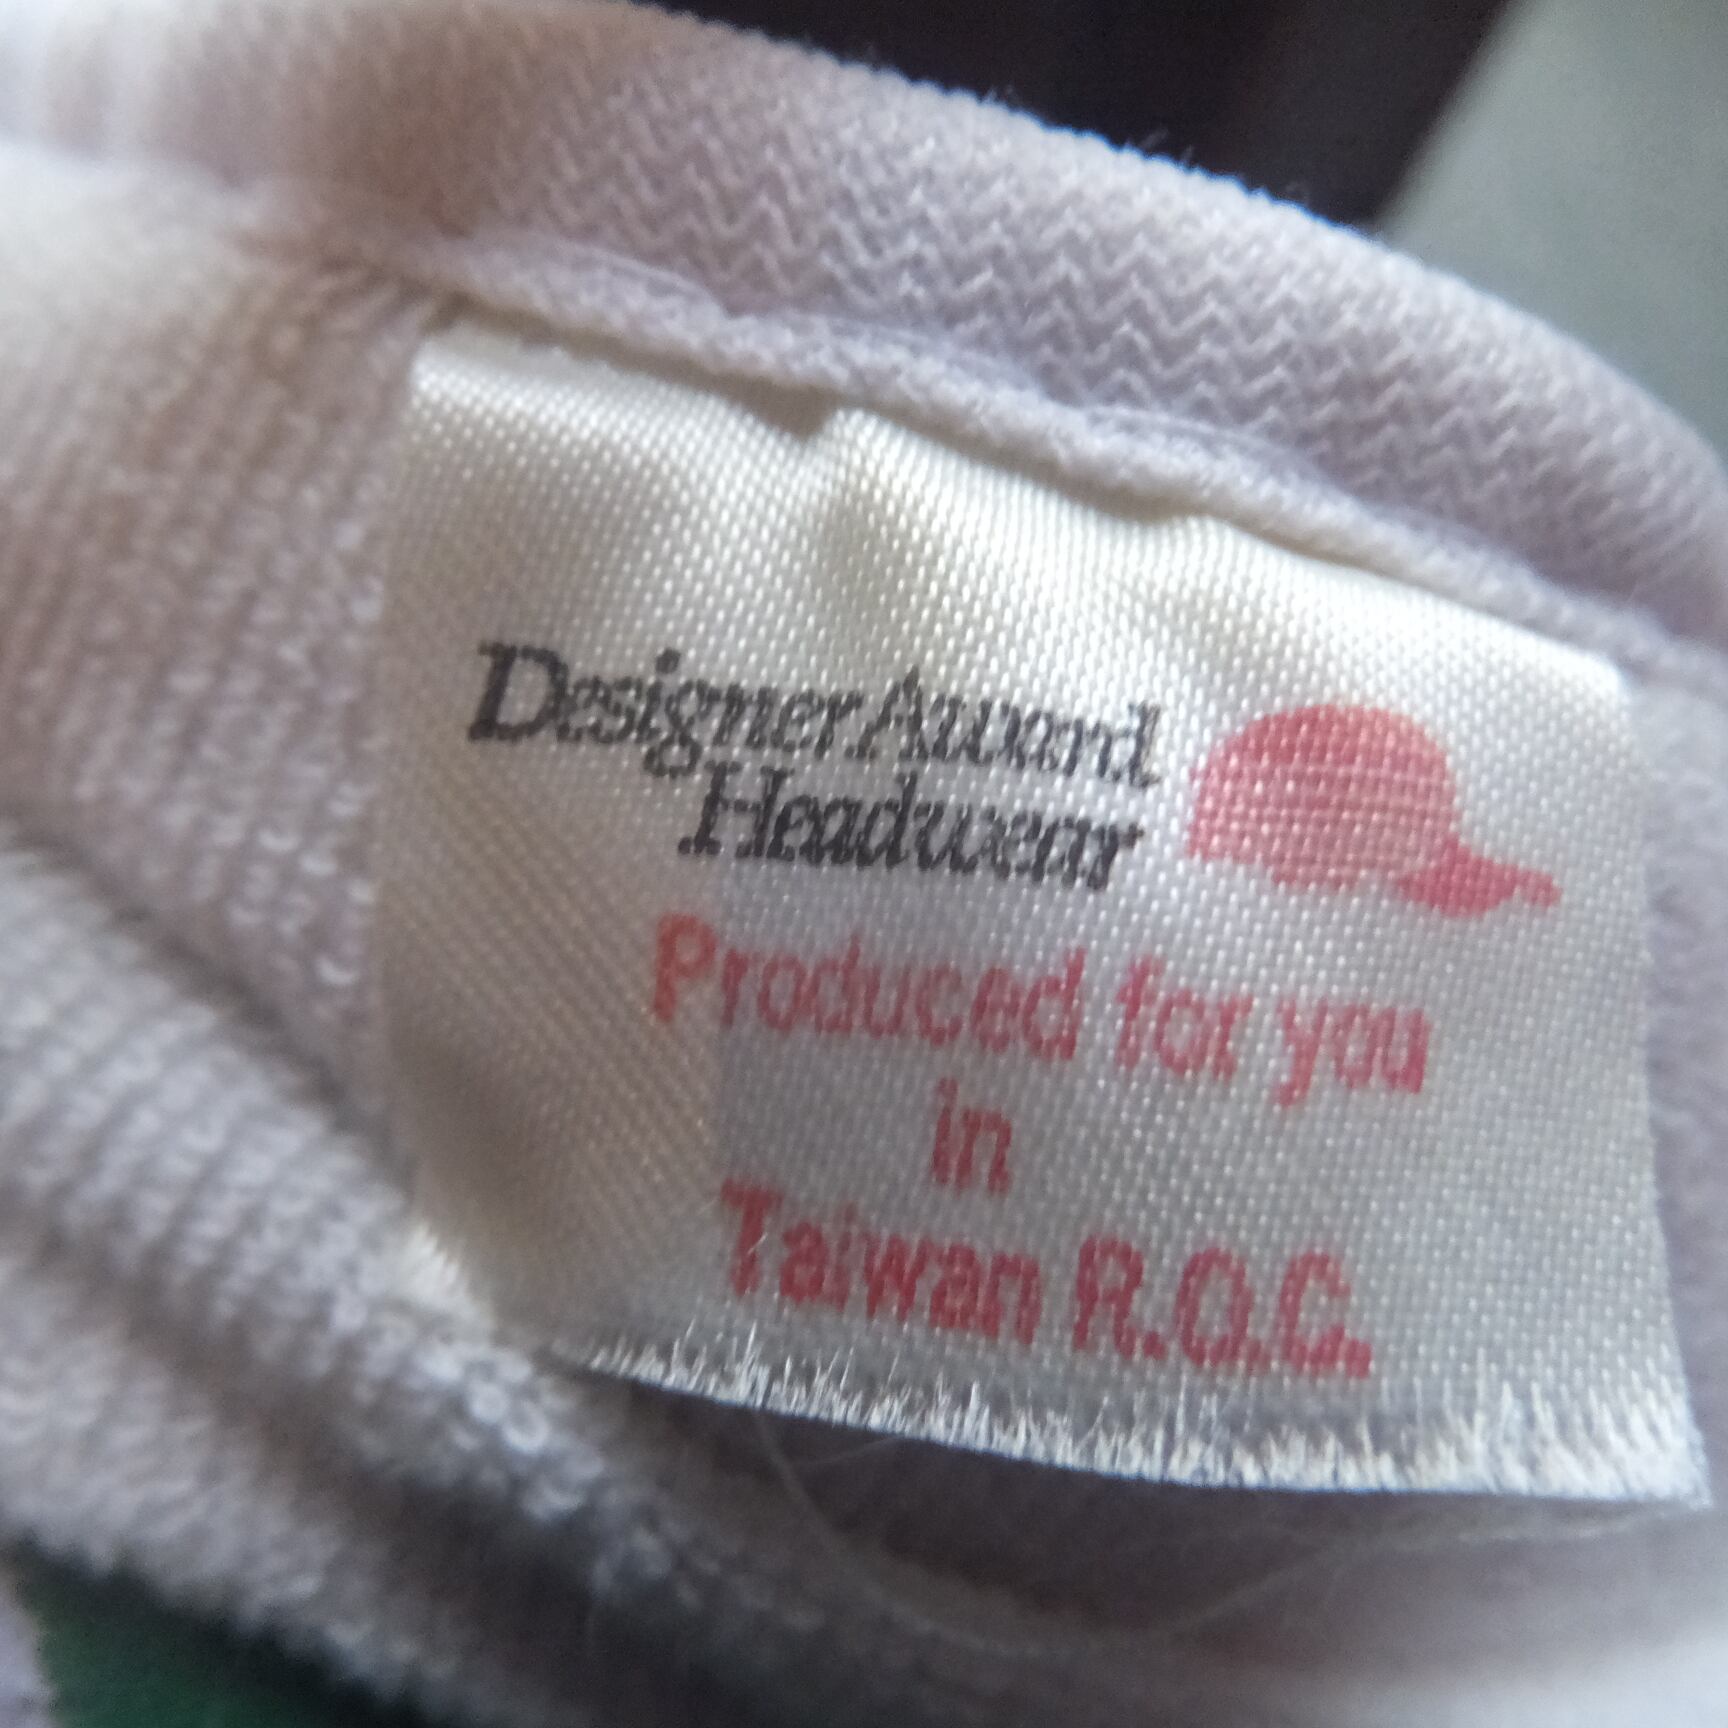 Designer Award
Headwear
Produced for you
in
Taiwan R.O.C.